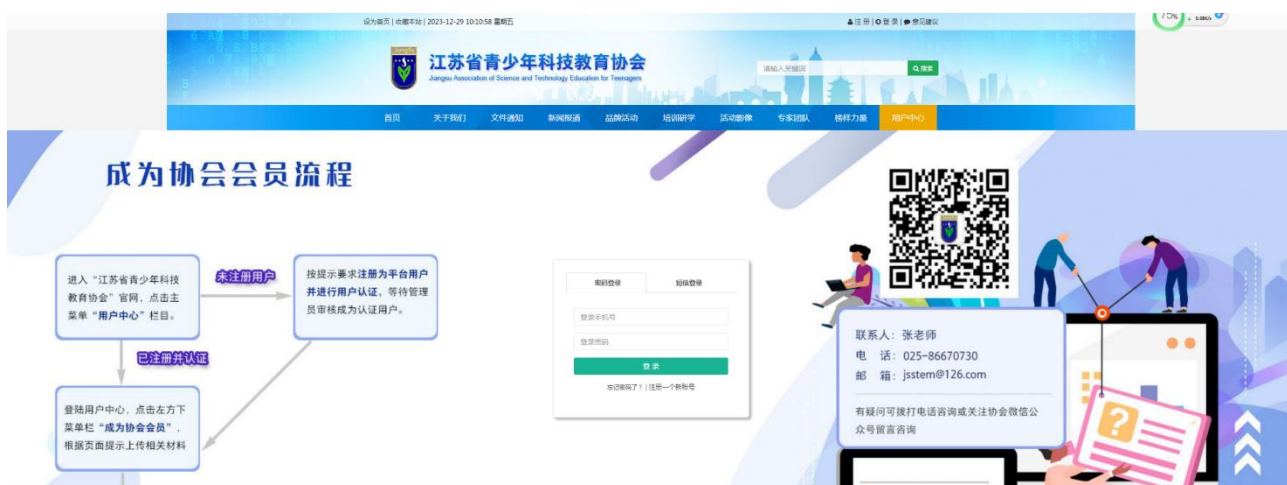 设为首页 | 收藏本站 | 2023-12-29 10:10:58 星期五
注 册 | 登 录 | 意见建议
75%
江苏省青少年科技教育协会
Jiangsu Association of Science and Technology Education for Teenagers
请输入关键词
搜索
首页 关于我们 文件通知 新闻报道 品牌活动 培训研学 活动影像 专家团队 榜样力量 用户中心
成为协会会员流程
进入“江苏省青少年科技
教育协会”官网,点击主
菜单“用户中心”栏目。
未注册用户
按提示要求注册为平台用户
并进行用户认证,等待管理
员审核成为认证用户。
已注册并认证
登陆用户中心,点击左方下
菜单栏“成为协会会员”,
根据页面提示上传相关材料
密码登录 短信登录
登录手机号
登录密码
登 录
忘记密码了? | 注册一个新账号
联系人:张老师
电 话:025-86670730
邮 箱:jsstem@126.com
有疑问可拨打电话咨询或关注协会微信公
众号留言咨询